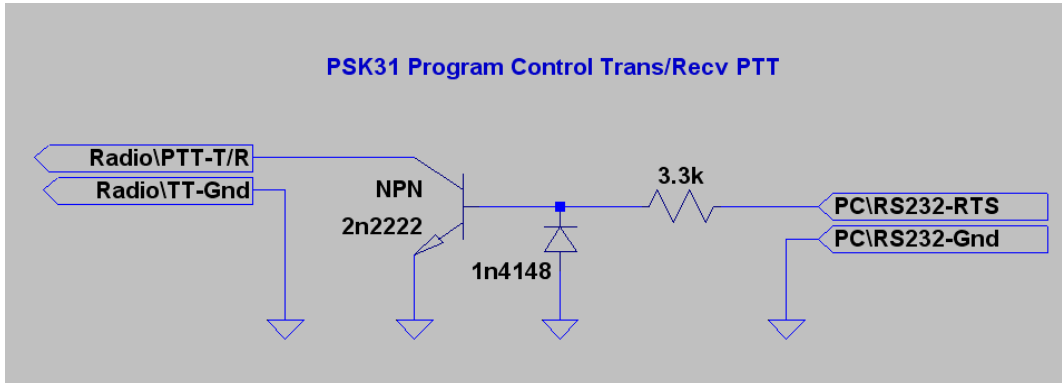 PSK31 Program Control Trans/Recv PTT
Radio\PTT-T/R
Radio\TT-Gnd
NPN
2n2222
3.3k
1n4148
PC\RS232-RTS
PC\RS232-Gnd